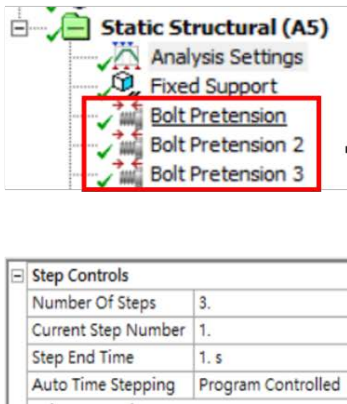 Static Structural (A5)
Analysis Settings
Fixed Support
Bolt Pretension
Bolt Pretension 2
Bolt Pretension 3
Step Controls
Number Of Steps 3.
Current Step Number 1.
Step End Time 1. s
Auto Time Stepping Program Controlled